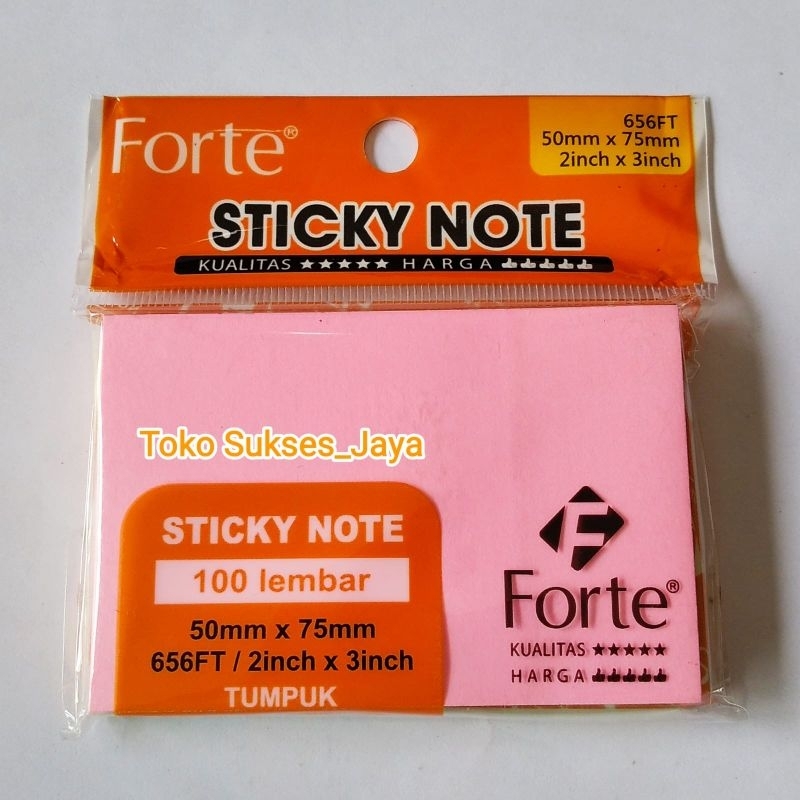 Forte®
656FT
50mm x 75mm
2inch x 3inch
STICKY NOTE
KUALITAS ★★★★★ HARGA 👍👍👍👍👍
Toko Sukses_Jaya
STICKY NOTE
100 lembar
50mm x 75mm
656FT / 2inch x 3inch
TUMPUK
F
Forte®
KUALITAS ★★★★★
HARGA 👍👍👍👍👍